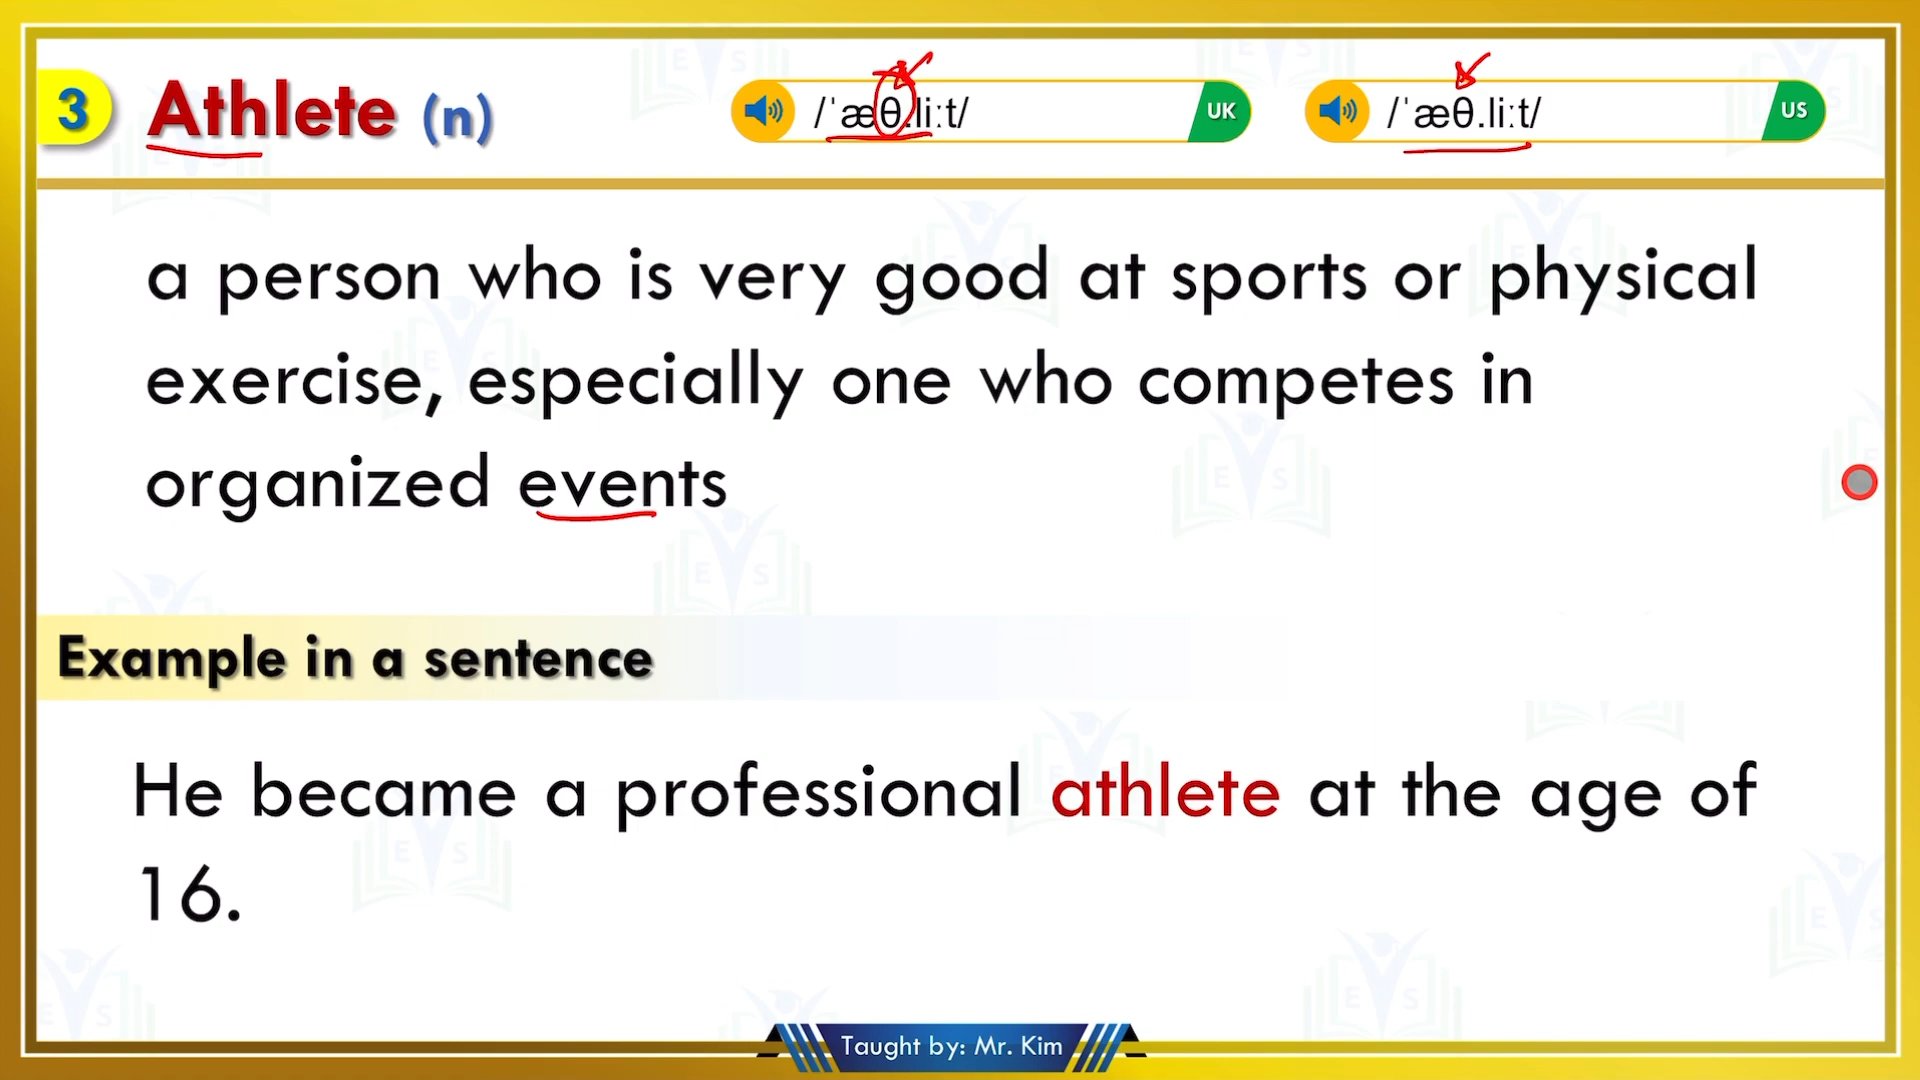 3 Athlete (n) /ˈæθ.liːt/ UK /ˈæθ.liːt/ US
a person who is very good at sports or physical
exercise, especially one who competes in
organized events
Example in a sentence
He became a professional athlete at the age of
16.
Taught by: Mr. Kim